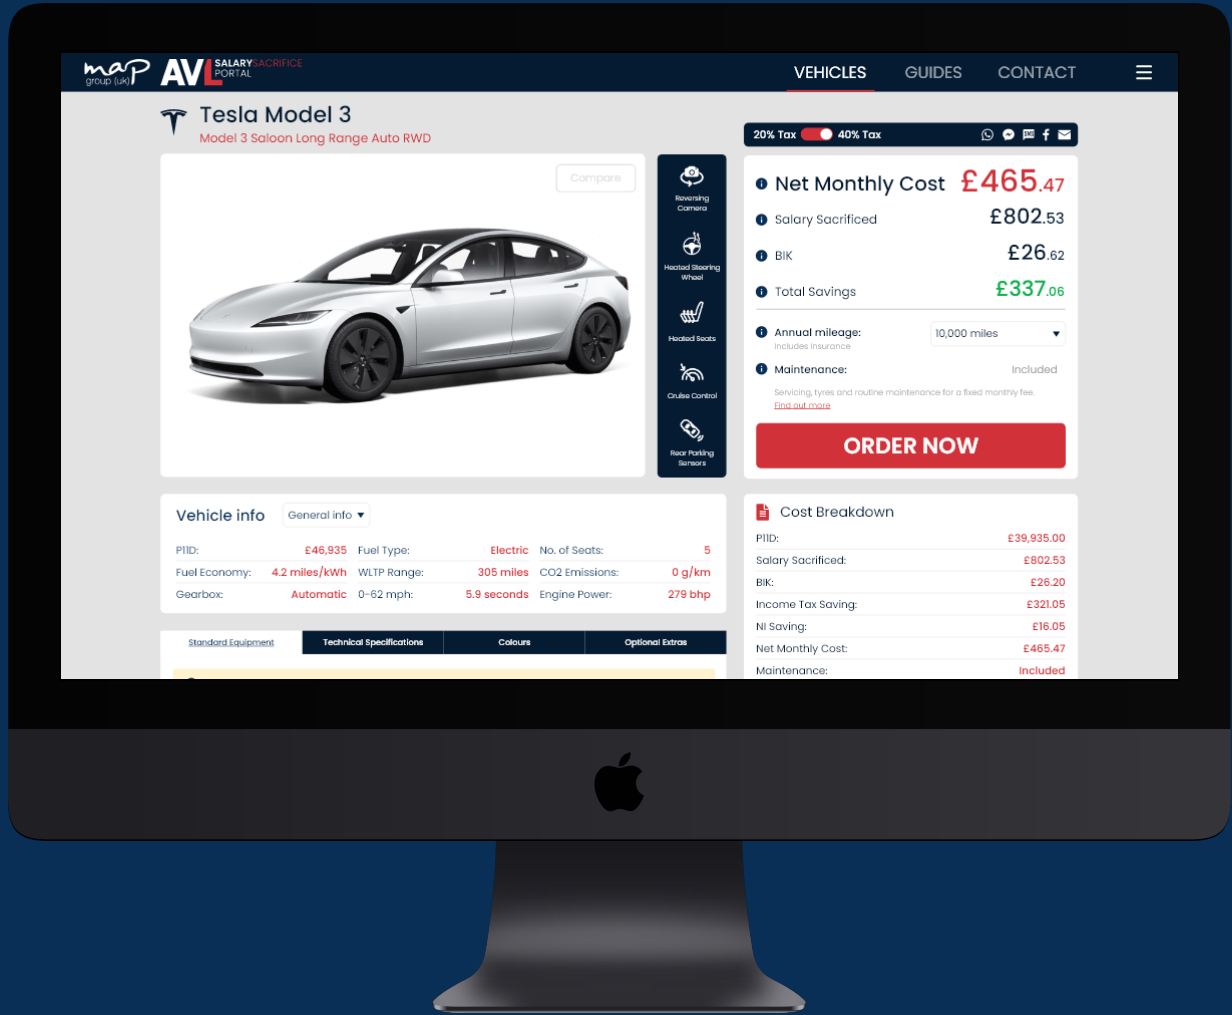 map
group (uk)
AVL SALARYSACRIFICE
PORTAL
VEHICLES
GUIDES
CONTACT
Tesla Model 3
Model 3 Saloon Long Range Auto RWD
Compare
Reversing
Camera
Heated Steering
Wheel
Heated Seats
Cruise Control
Rear Parking
Sensors
20% Tax 40% Tax
Net Monthly Cost £465.47
Salary Sacrificed £802.53
BIK £26.62
Total Savings £337.06
Annual mileage: 10,000 miles
Includes insurance
Maintenance: Included
Servicing, tyres and routine maintenance for a fixed monthly fee.
Find out more
ORDER NOW
Vehicle info General info
P11D: £46,935 Fuel Type: Electric No. of Seats: 5
Fuel Economy: 4.2 miles/kWh WLTP Range: 305 miles CO2 Emissions: 0 g/km
Gearbox: Automatic 0-62 mph: 5.9 seconds Engine Power: 279 bhp
Standard Equipment Technical Specifications Colours Optional Extras
Cost Breakdown
P11D: £39,935.00
Salary Sacrificed: £802.53
BIK: £26.20
Income Tax Saving: £321.05
NI Saving: £16.05
Net Monthly Cost: £465.47
Maintenance: Included